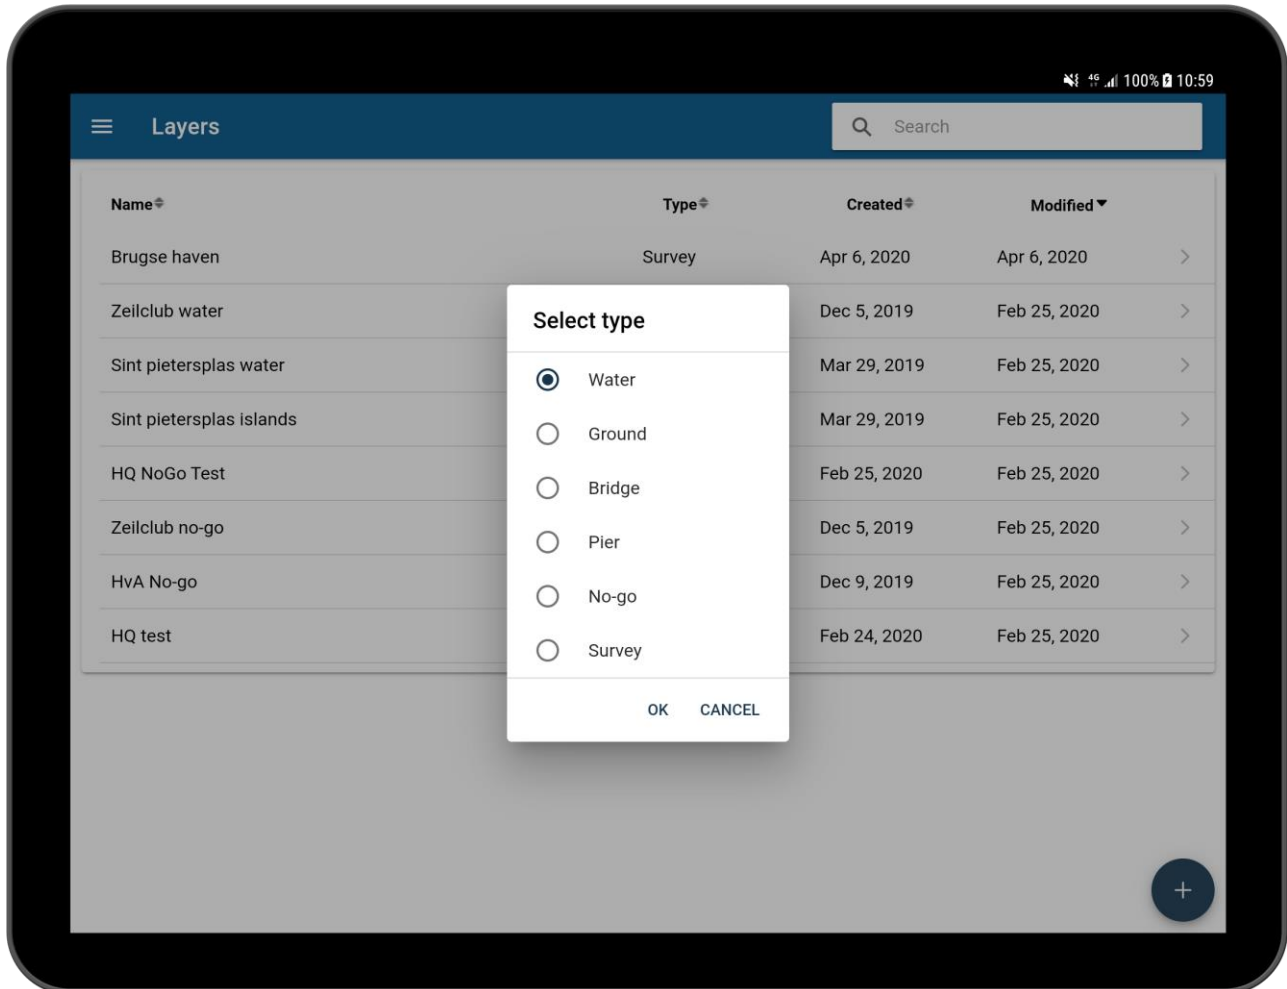 4G 100% 10:59
Layers Search
Name Type Created Modified
Brugse haven Survey Apr 6, 2020 Apr 6, 2020
Zeilclub water Dec 5, 2019 Feb 25, 2020
Sint pietersplas water Mar 29, 2019 Feb 25, 2020
Sint pietersplas islands Mar 29, 2019 Feb 25, 2020
HQ NoGo Test Feb 25, 2020 Feb 25, 2020
Zeilclub no-go Dec 5, 2019 Feb 25, 2020
HvA No-go Dec 9, 2019 Feb 25, 2020
HQ test Feb 24, 2020 Feb 25, 2020
Select type
Water
Ground
Bridge
Pier
No-go
Survey
OK CANCEL